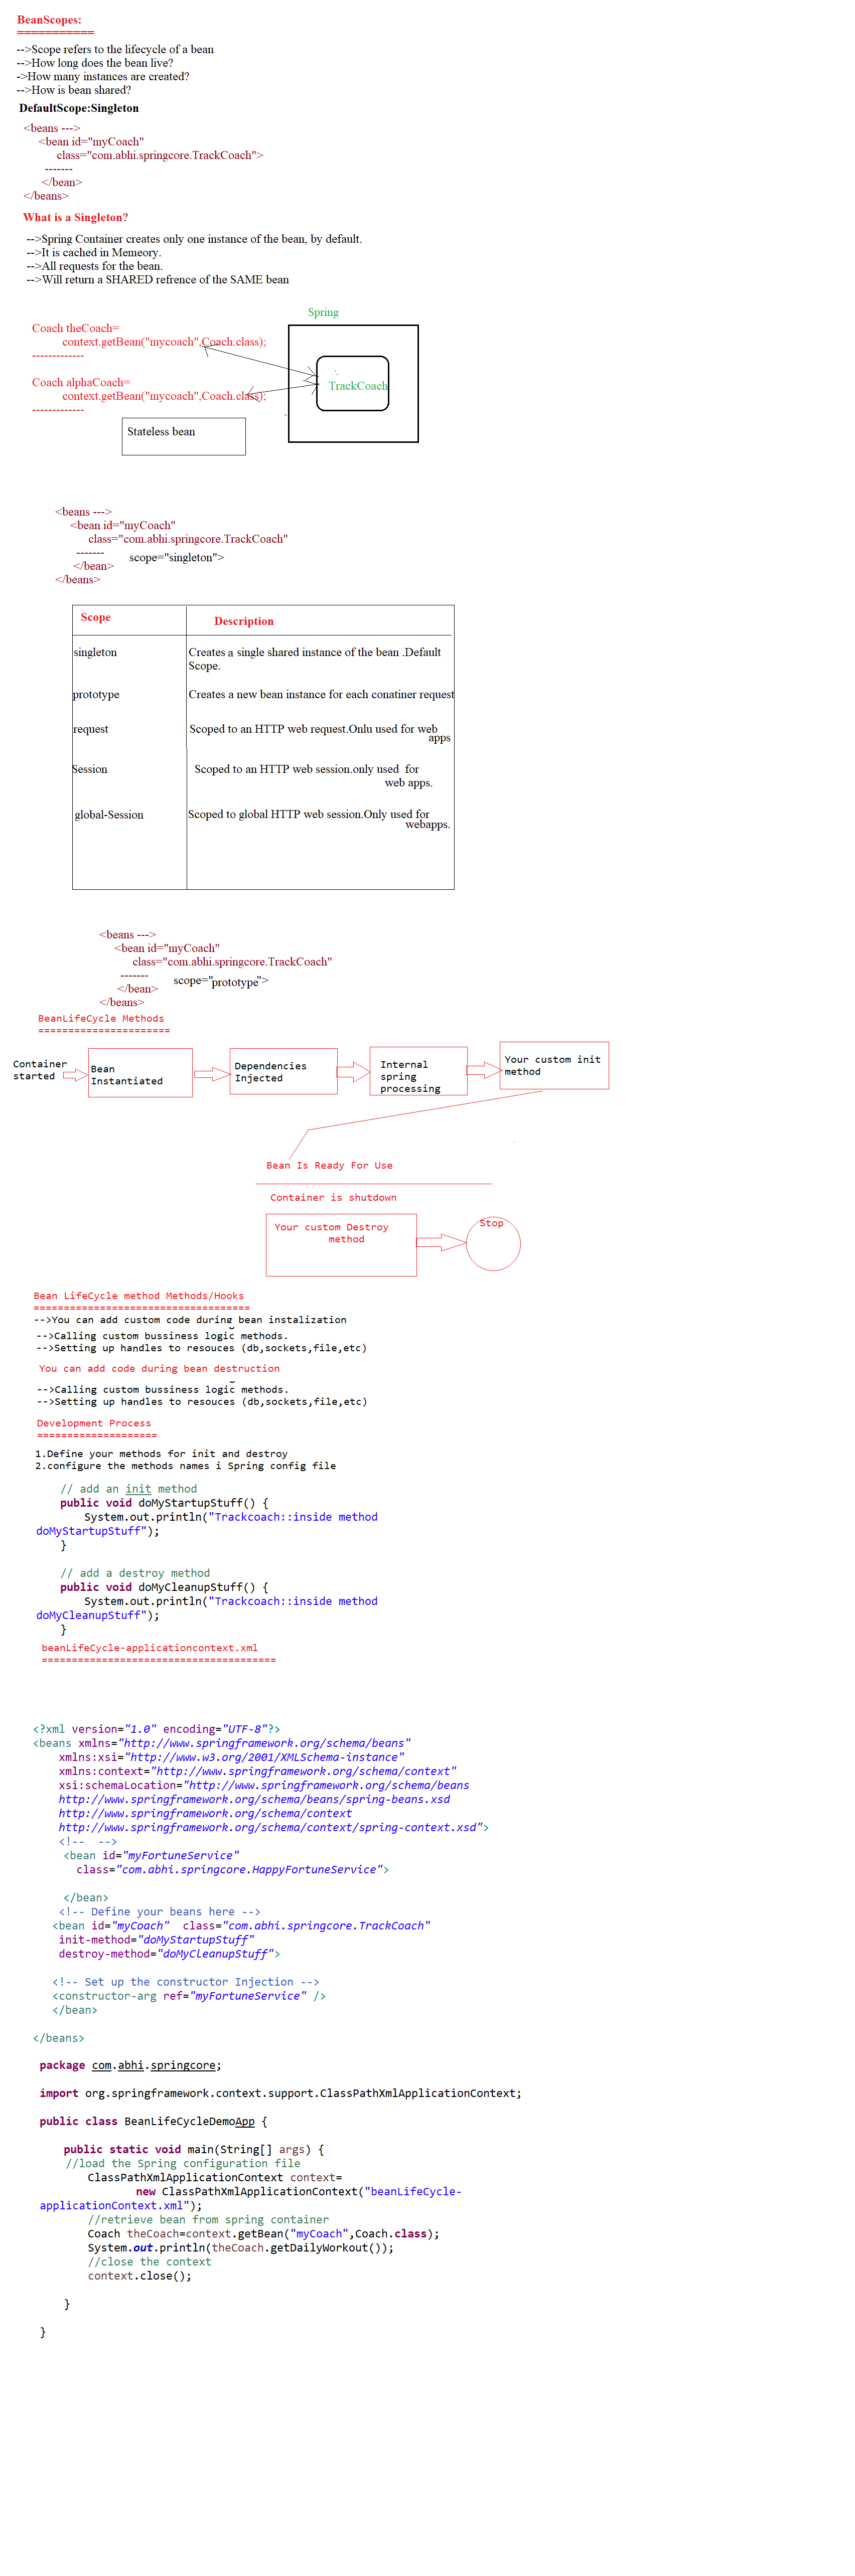 BeanScopes:
===========
-->Scope refers to the lifecycle of a bean
-->How long does the bean live?
->How many instances are created?
-->How is bean shared?
DefaultScope:Singleton
<beans --->
<bean id="myCoach"
class="com.abhi.springcore.TrackCoach">
-------
</bean>
</beans>
What is a Singleton?
-->Spring Container creates only one instance of the bean, by default.
-->It is cached in Memeory.
-->All requests for the bean.
-->Will return a SHARED refrence of the SAME bean
Spring
Coach theCoach=
context.getBean("mycoach",Coach.class);
-------------
Coach alphaCoach=
context.getBean("mycoach",Coach.class);
-------------
TrackCoach
Stateless bean
<beans --->
<bean id="myCoach"
class="com.abhi.springcore.TrackCoach"
-------
scope="singleton">
</bean>
</beans>
Scope Description
singleton Creates a single shared instance of the bean .Default
Scope.
prototype Creates a new bean instance for each conatiner request
request Scoped to an HTTP web request.Onlu used for web
apps
Session Scoped to an HTTP web session.only used for
web apps.
global-Session Scoped to global HTTP web session.Only used for
webapps.
<beans --->
<bean id="myCoach"
class="com.abhi.springcore.TrackCoach"
-------
scope="prototype">
</bean>
</beans>
BeanLifeCycle Methods
======================
Container
started
Bean
Instantiated
Dependencies
Injected
Internal
spring
processing
Your custom init
method
Bean Is Ready For Use
Container is shutdown
Your custom Destroy
method
Stop
Bean LifeCycle method Methods/Hooks
====================================
-->You can add custom code during bean instalization
-->Calling custom bussiness logic methods.
-->Setting up handles to resouces (db,sockets,file,etc)
You can add code during bean destruction
-->Calling custom bussiness logic methods.
-->Setting up handles to resouces (db,sockets,file,etc)
Development Process
====================
1.Define your methods for init and destroy
2.configure the methods names i Spring config file
// add an init method
public void doMyStartupStuff() {
System.out.println("Trackcoach::inside method
doMyStartupStuff");
}
// add a destroy method
public void doMyCleanupStuff() {
System.out.println("Trackcoach::inside method
doMyCleanupStuff");
}
beanLifeCycle-applicationcontext.xml
=======================================
<?xml version="1.0" encoding="UTF-8"?>
<beans xmlns="http://www.springframework.org/schema/beans"
xmlns:xsi="http://www.w3.org/2001/XMLSchema-instance"
xmlns:context="http://www.springframework.org/schema/context"
xsi:schemaLocation="http://www.springframework.org/schema/beans
http://www.springframework.org/schema/beans/spring-beans.xsd
http://www.springframework.org/schema/context
http://www.springframework.org/schema/context/spring-context.xsd">
<!-- -->
<bean id="myFortuneService"
class="com.abhi.springcore.HappyFortuneService">
</bean>
<!-- Define your beans here -->
<bean id="myCoach" class="com.abhi.springcore.TrackCoach"
init-method="doMyStartupStuff"
destroy-method="doMyCleanupStuff">
<!-- Set up the constructor Injection -->
<constructor-arg ref="myFortuneService" />
</bean>
</beans>
package com.abhi.springcore;
import org.springframework.context.support.ClassPathXmlApplicationContext;
public class BeanLifeCycleDemoApp {
public static void main(String[] args) {
//load the Spring configuration file
ClassPathXmlApplicationContext context=
new ClassPathXmlApplicationContext("beanLifeCycle-
applicationContext.xml");
//retrieve bean from spring container
Coach theCoach=context.getBean("myCoach",Coach.class);
System.out.println(theCoach.getDailyWorkout());
//close the context
context.close();
}
}